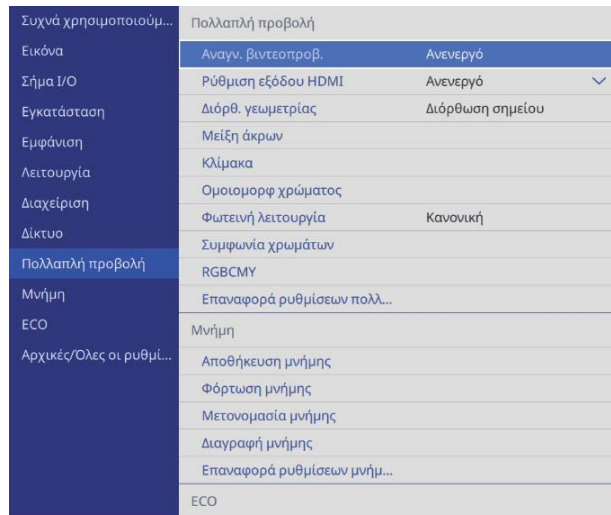 Συχνά χρησιμοποιούμ...
Εικόνα
Σήμα I/O
Εγκατάσταση
Εμφάνιση
Λειτουργία
Διαχείριση
Δίκτυο
Πολλαπλή προβολή
Μνήμη
ECO
Αρχικές/Όλες οι ρυθμί...
Πολλαπλή προβολή
Αναγν. βιντεοπροβ. Ανενεργό
Ρύθμιση εξόδου HDMI Ανενεργό
Διόρθ. γεωμετρίας Διόρθωση σημείου
Μείξη άκρων
Κλίμακα
Ομοιομορφ χρώματος
Φωτεινή λειτουργία Κανονική
Συμφωνία χρωμάτων
RGBCMY
Επαναφορά ρυθμίσεων πολλ...
Μνήμη
Αποθήκευση μνήμης
Φόρτωση μνήμης
Μετονομασία μνήμης
Διαγραφή μνήμης
Επαναφορά ρυθμίσεων μνήμ...
ECO